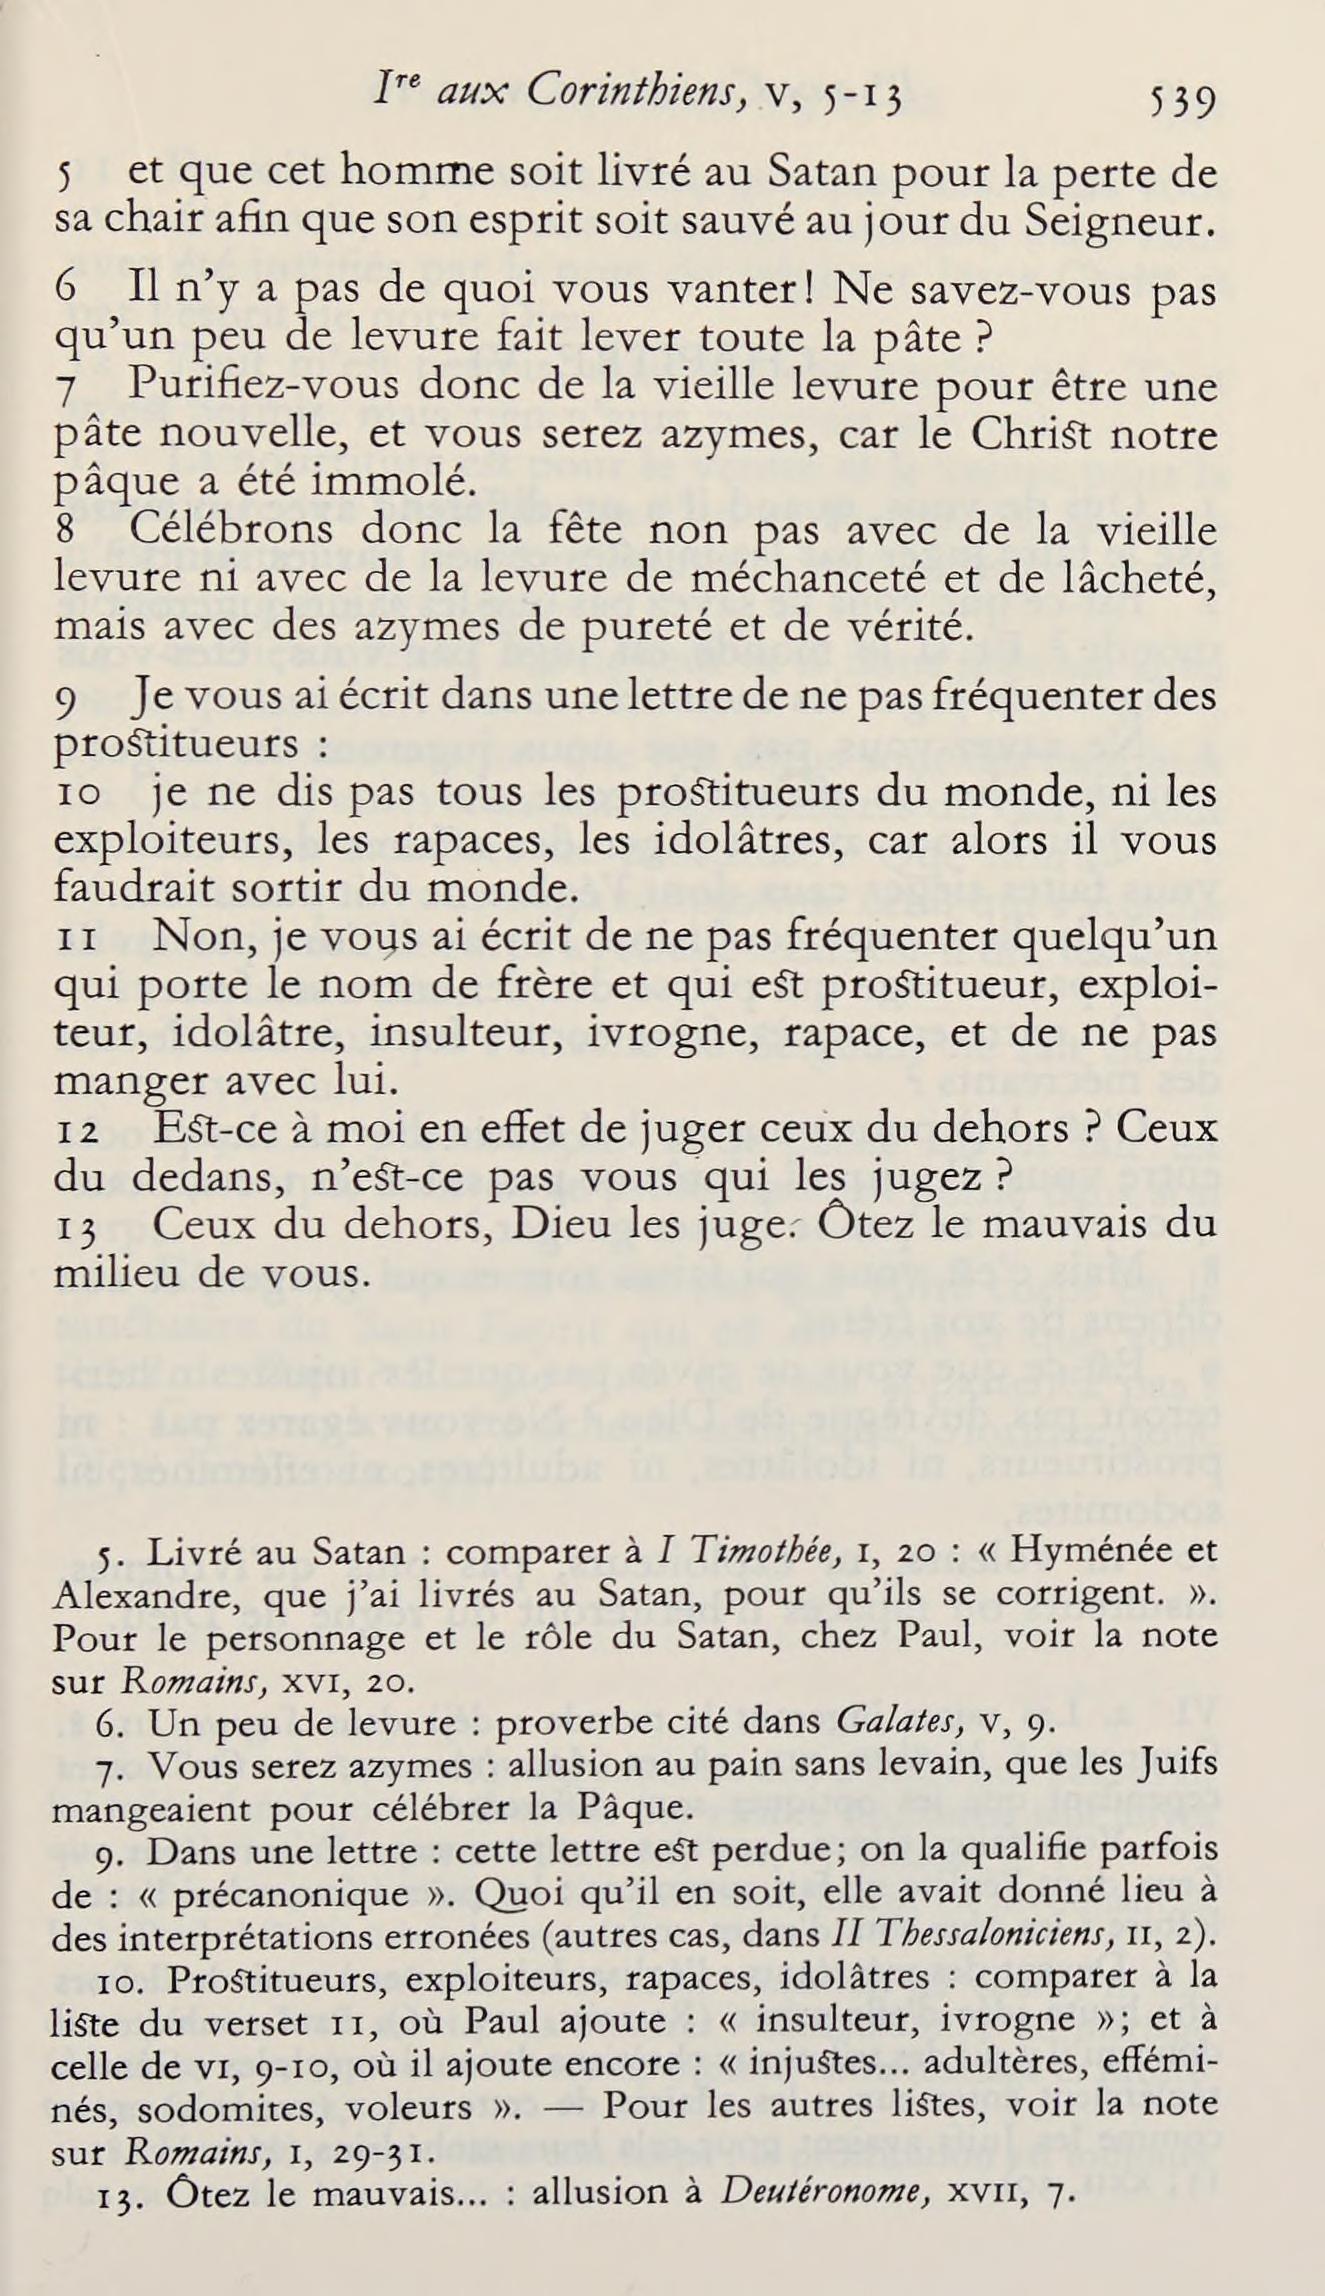 Iʳᵉ aux Corinthiens, V, 5-13 539
5 et que cet homme soit livré au Satan pour la perte de
sa chair afin que son esprit soit sauvé au jour du Seigneur.
6 Il n’y a pas de quoi vous vanter! Ne savez-vous pas
qu’un peu de levure fait lever toute la pâte ?
7 Purifiez-vous donc de la vieille levure pour être une
pâte nouvelle, et vous serez azymes, car le Christ notre
pâque a été immolé.
8 Célébrons donc la fête non pas avec de la vieille
levure ni avec de la levure de méchanceté et de lâcheté,
mais avec des azymes de pureté et de vérité.
9 Je vous ai écrit dans une lettre de ne pas fréquenter des
prostitueurs :
10 je ne dis pas tous les prostitueurs du monde, ni les
exploiteurs, les rapaces, les idolâtres, car alors il vous
faudrait sortir du monde.
11 Non, je vous ai écrit de ne pas fréquenter quelqu’un
qui porte le nom de frère et qui est prostitueur, exploi-
teur, idolâtre, insulteur, ivrogne, rapace, et de ne pas
manger avec lui.
12 Est-ce à moi en effet de juger ceux du dehors ? Ceux
du dedans, n’est-ce pas vous qui les jugez ?
13 Ceux du dehors, Dieu les juge. Ôtez le mauvais du
milieu de vous.
5. Livré au Satan : comparer à I Timothée, I, 20 : « Hyménée et
Alexandre, que j’ai livrés au Satan, pour qu’ils se corrigent. ».
Pour le personnage et le rôle du Satan, chez Paul, voir la note
sur Romains, XVI, 20.
6. Un peu de levure : proverbe cité dans Galates, V, 9.
7. Vous serez azymes : allusion au pain sans levain, que les Juifs
mangeaient pour célébrer la Pâque.
9. Dans une lettre : cette lettre est perdue; on la qualifie parfois
de : « précanonique ». Quoi qu’il en soit, elle avait donné lieu à
des interprétations erronées (autres cas, dans II Thessaloniciens, II, 2).
10. Prostitueurs, exploiteurs, rapaces, idolâtres : comparer à la
liste du verset 11, où Paul ajoute : « insulteur, ivrogne »; et à
celle de VI, 9-10, où il ajoute encore : « injustes... adultères, effémi-
nés, sodomites, voleurs ». — Pour les autres listes, voir la note
sur Romains, I, 29-31.
13. Ôtez le mauvais... : allusion à Deutéronome, XVII, 7.